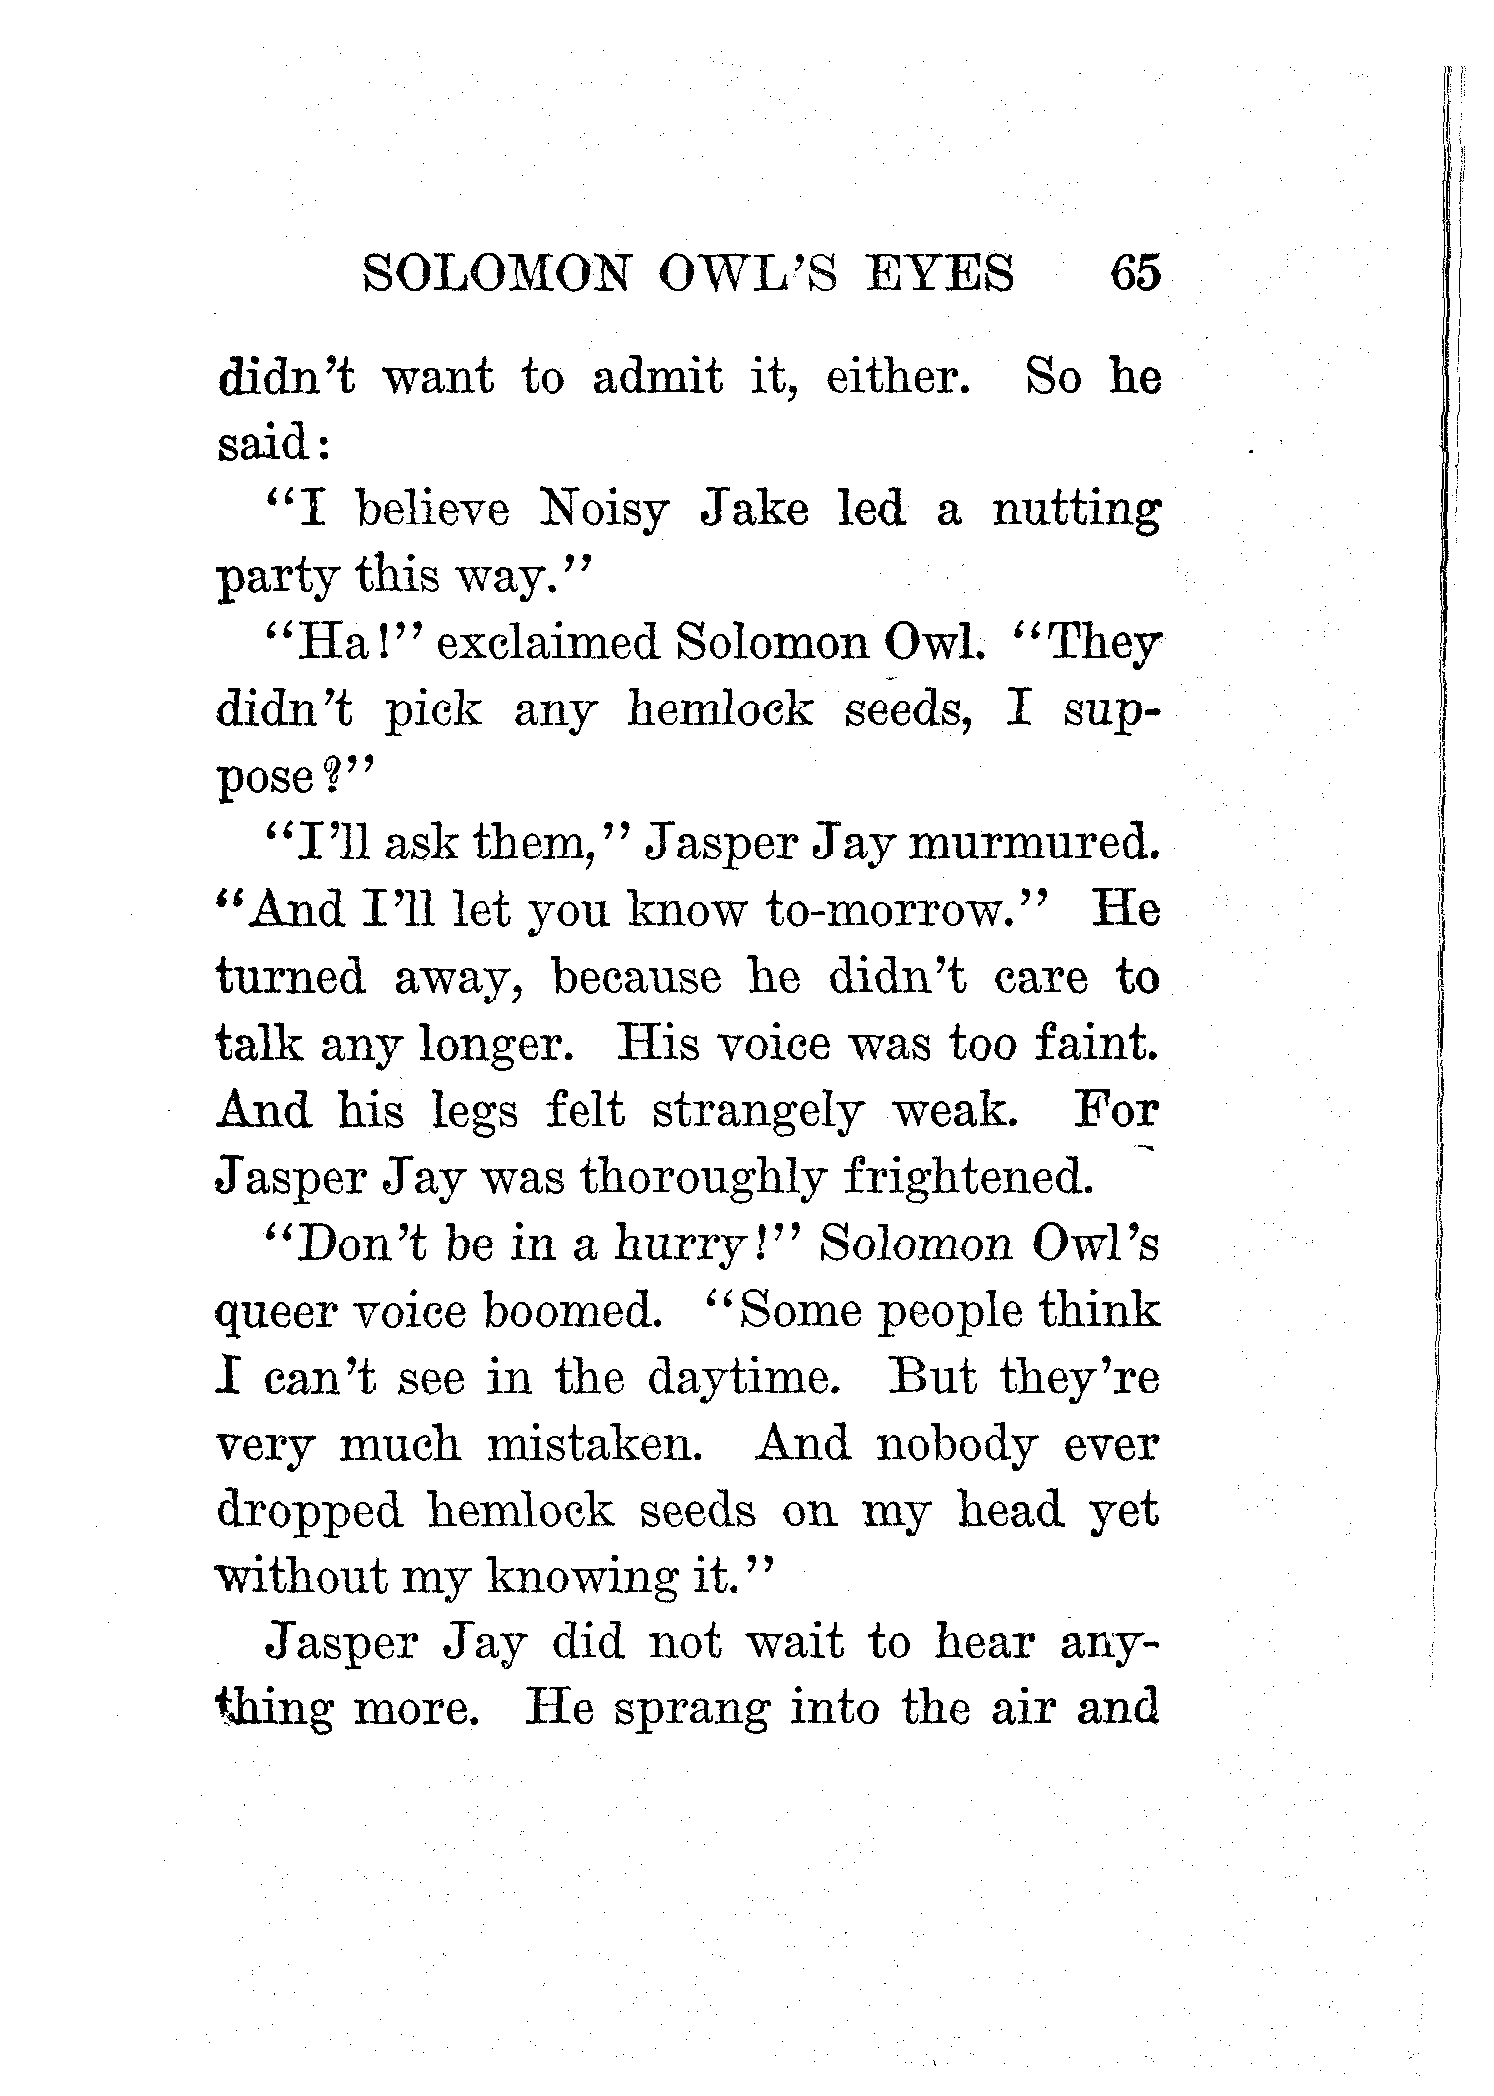 SOLOMON OWL'S EYES 65
didn't want to admit it, either. So he
said:
"I believe Noisy Jake led a nutting
party this way."
"Ha!" exclaimed Solomon Owl. "They
didn't pick any hemlock seeds, I sup-
pose?"
"I'll ask them," Jasper Jay murmured.
"And I'll let you know to-morrow." He
turned away, because he didn't care to
talk any longer. His voice was too faint.
And his legs felt strangely weak. For
Jasper Jay was thoroughly frightened.
"Don't be in a hurry!" Solomon Owl's
queer voice boomed. "Some people think
I can't see in the daytime. But they're
very much mistaken. And nobody ever
dropped hemlock seeds on my head yet
without my knowing it."
Jasper Jay did not wait to hear any-
thing more. He sprang into the air and